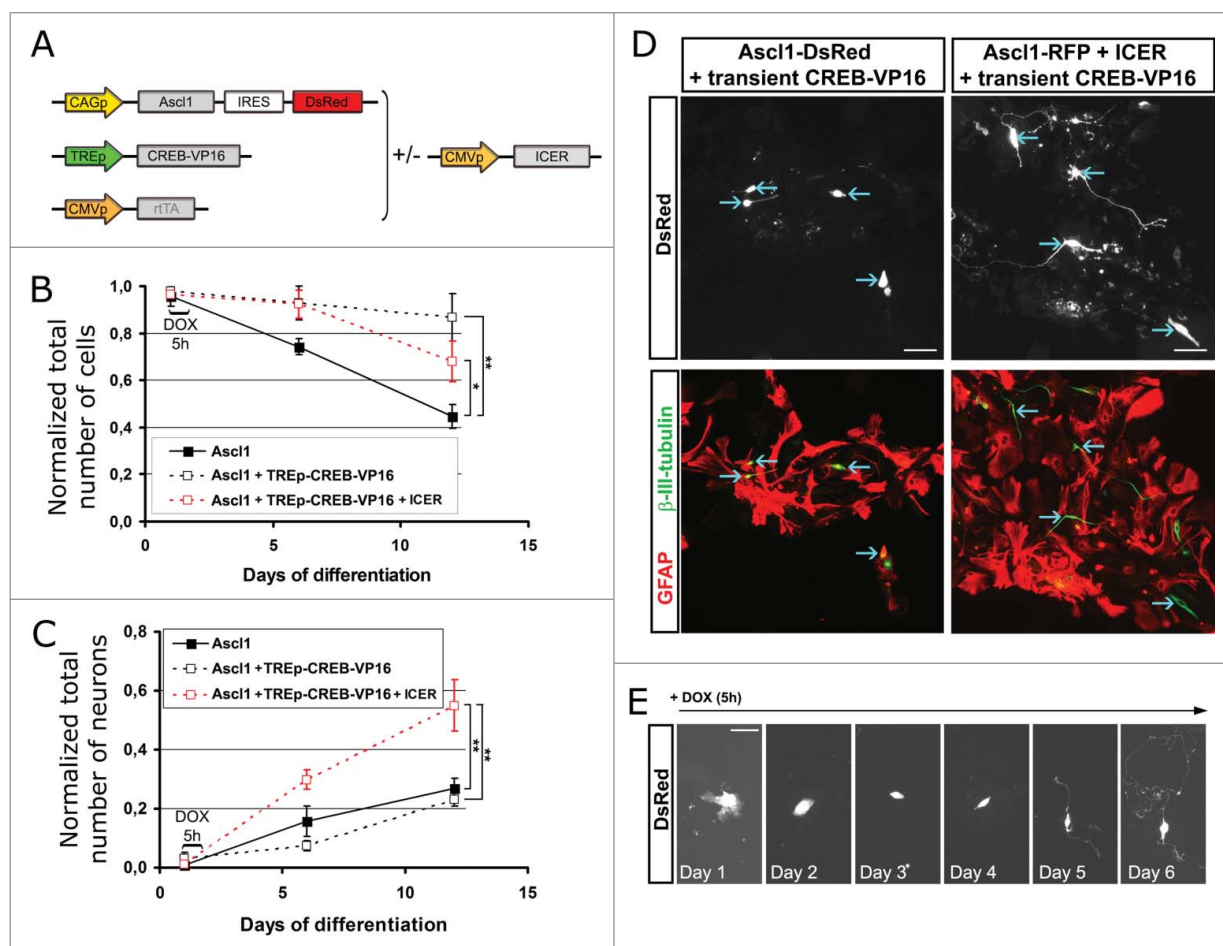 A
CAGp Ascl1 IRES DsRed
TREp CREB-VP16
+/-
CMVp ICER
CMVp rtTA
B
Normalized total
number of cells
1,0
0,8
0,6
0,4
0,2
0,0
DOX
5h
**
*
Ascl1
Ascl1 + TREp-CREB-VP16
Ascl1 + TREp-CREB-VP16 + ICER
0 5 10 15
Days of differentiation
C
Normalized total
number of neurons
0,8
0,6
0,4
0,2
0,0
Ascl1
Ascl1 +TREp-CREB-VP16
Ascl1 +TREp-CREB-VP16 + ICER
DOX
5h
**
**
0 5 10 15
Days of differentiation
D
Ascl1-DsRed
+ transient CREB-VP16
Ascl1-RFP + ICER
+ transient CREB-VP16
DsRed
GFAP β-III-tubulin
E
+ DOX (5h)
DsRed
Day 1
Day 2
Day 3*
Day 4
Day 5
Day 6